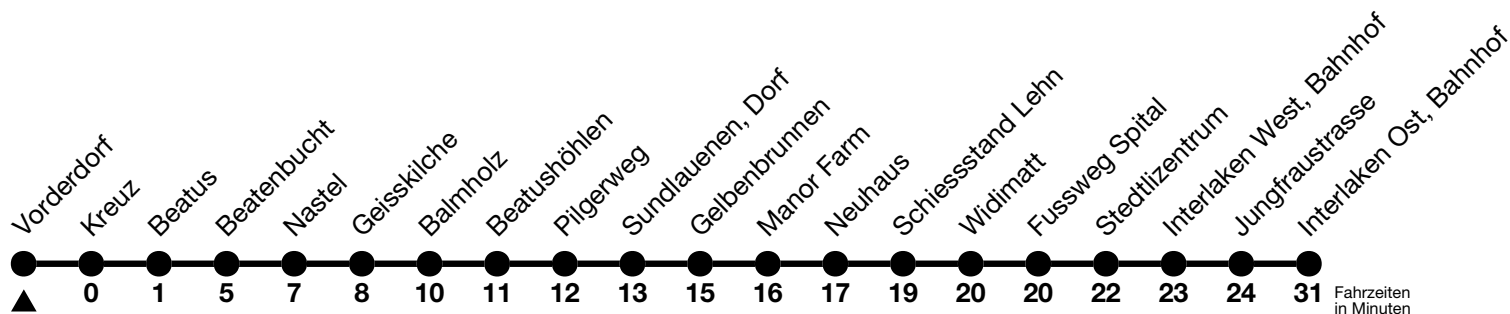 Vorderdorf
Kreuz
Beatus
Beatenbucht
Nastel
Geisskilche
Balmholz
Beatushöhlen
Pilgerweg
Sundlauenen, Dorf
Gelbenbrunnen
Manor Farm
Neuhaus
Schiessstand Lehn
Widimatt
Fussweg Spital
Stedtlizentrum
Interlaken West, Bahnhof
Jungfraustrasse
Interlaken Ost, Bahnhof
0 1 5 7 8 10 11 12 13 15 16 17 19 20 20 22 23 24 31
Fahrzeiten
in Minuten